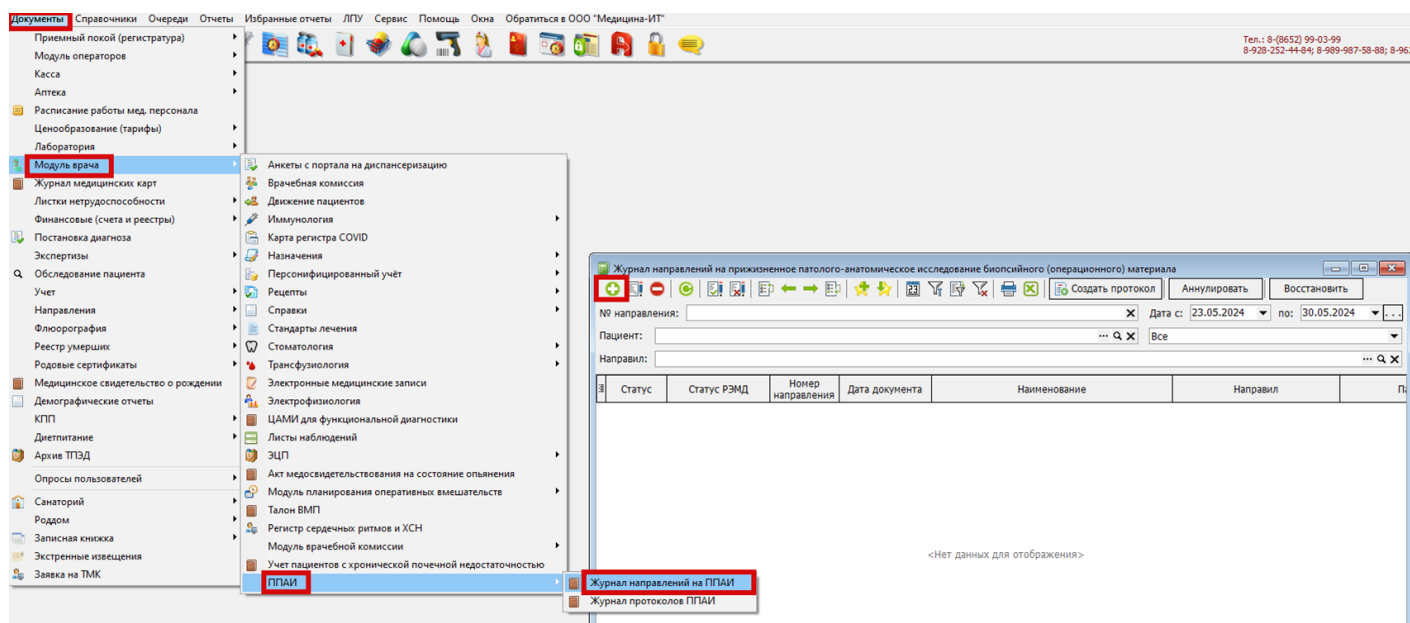 Документы Справочники Очереди Отчеты Избранные отчеты ЛПУ Сервис Помощь Окна Обратиться в ООО "Медицина-ИТ"
Тел.: 8-(8652) 99-03-99
8-928-252-44-84; 8-989-987-58-88; 8-96
Приемный покой (регистратура)
Модуль операторов
Касса
Аптека
Расписание работы мед. персонала
Ценообразование (тарифы)
Лаборатория
Модуль врача
Журнал медицинских карт
Листки нетрудоспособности
Финансовые (счета и реестры)
Постановка диагноза
Экспертизы
Обследование пациента
Учет
Направления
Флюорография
Реестр умерших
Родовые сертификаты
Медицинское свидетельство о рождении
Демографические отчеты
КПП
Диетпитание
Архив ТПЭД
Опросы пользователей
Санаторий
Роддом
Записная книжка
Экстренные извещения
Заявка на ТМК
Анкеты с портала на диспансеризацию
Врачебная комиссия
Движение пациентов
Иммунология
Карта регистра COVID
Назначения
Персонифицированный учёт
Рецепты
Справки
Стандарты лечения
Стоматология
Трансфузиология
Электронные медицинские записи
Электрофизиология
ЦАМИ для функциональной диагностики
Листы наблюдений
ЭЦП
Акт медосвидетельствования на состояние опьянения
Модуль планирования оперативных вмешательств
Талон ВМП
Регистр сердечных ритмов и ХСН
Модуль врачебной комиссии
Учет пациентов с хронической почечной недостаточностью
ППАИ
Журнал направлений на ППАИ
Журнал протоколов ППАИ
Журнал направлений на прижизненное патолого-анатомическое исследование биопсийного (операционного) материала
23 Создать протокол Аннулировать Восстановить
№ направления: Дата с: 23.05.2024 по: 30.05.2024 ...
Пациент: ... Все
Направил: ...
Статус Статус РЭМД Номер направления Дата документа Наименование Направил Па
<Нет данных для отображения>